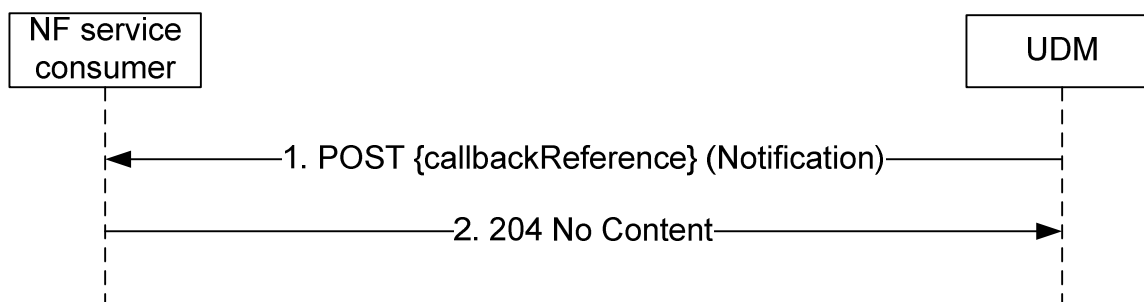 NF service
consumer
UDM
1. POST {callbackReference} (Notification)
2. 204 No Content